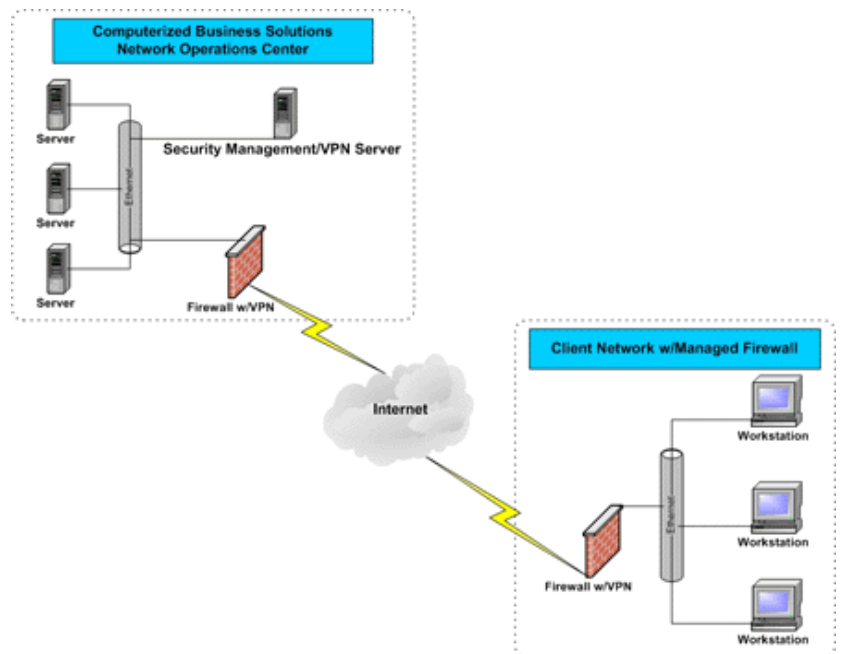 Computerized Business Solutions
Network Operations Center
Server
Security Management/VPN Server
Ethernet
Server
Server
Firewall w/VPN
Internet
Client Network w/Managed Firewall
Workstation
Ethernet
Workstation
Firewall w/VPN
Workstation